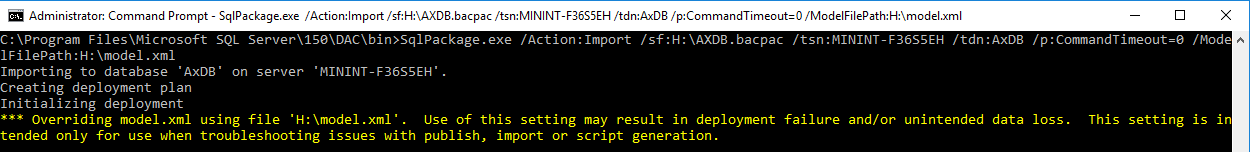 Administrator: Command Prompt - SqlPackage.exe  /Action:Import /sf:H:\AXDB.bacpac /tsn:MININT-F36S5EH /tdn:AxDB /p:CommandTimeout=0 /ModelFilePath:H:\model.xml
C:\Program Files\Microsoft SQL Server\150\DAC\bin>SqlPackage.exe /Action:Import /sf:H:\AXDB.bacpac /tsn:MININT-F36S5EH /tdn:AxDB /p:CommandTimeout=0 /Mode
lFilePath:H:\model.xml
Importing to database 'AxDB' on server 'MININT-F36S5EH'.
Creating deployment plan
Initializing deployment
*** Overriding model.xml using file 'H:\model.xml'.  Use of this setting may result in deployment failure and/or unintended data loss.  This setting is in
tended only for use when troubleshooting issues with publish, import or script generation.